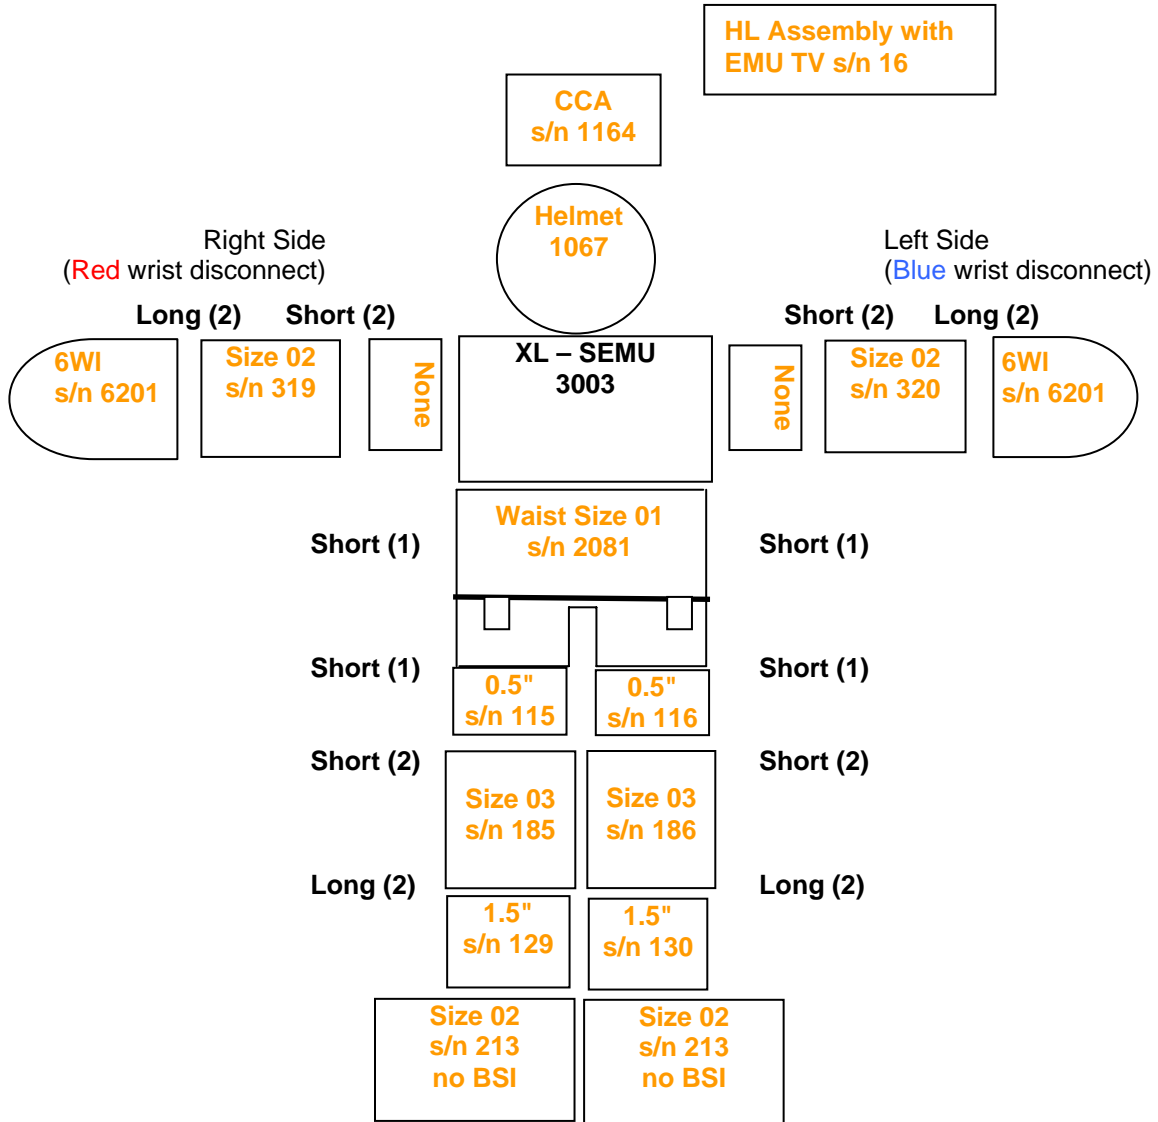 HL Assembly with
EMU TV s/n 16
CCA
s/n 1164
Helmet
1067
Right Side
(Red wrist disconnect)
Left Side
(Blue wrist disconnect)
Long (2) Short (2)
Short (2) Long (2)
6WI
s/n 6201
Size 02
s/n 319
None
XL – SEMU
3003
None
Size 02
s/n 320
6WI
s/n 6201
Short (1)
Waist Size 01
s/n 2081
Short (1)
Short (1)
0.5"
s/n 115
0.5"
s/n 116
Short (1)
Short (2)
Size 03
s/n 185
Size 03
s/n 186
Short (2)
Long (2)
1.5"
s/n 129
1.5"
s/n 130
Long (2)
Size 02
s/n 213
no BSI
Size 02
s/n 213
no BSI